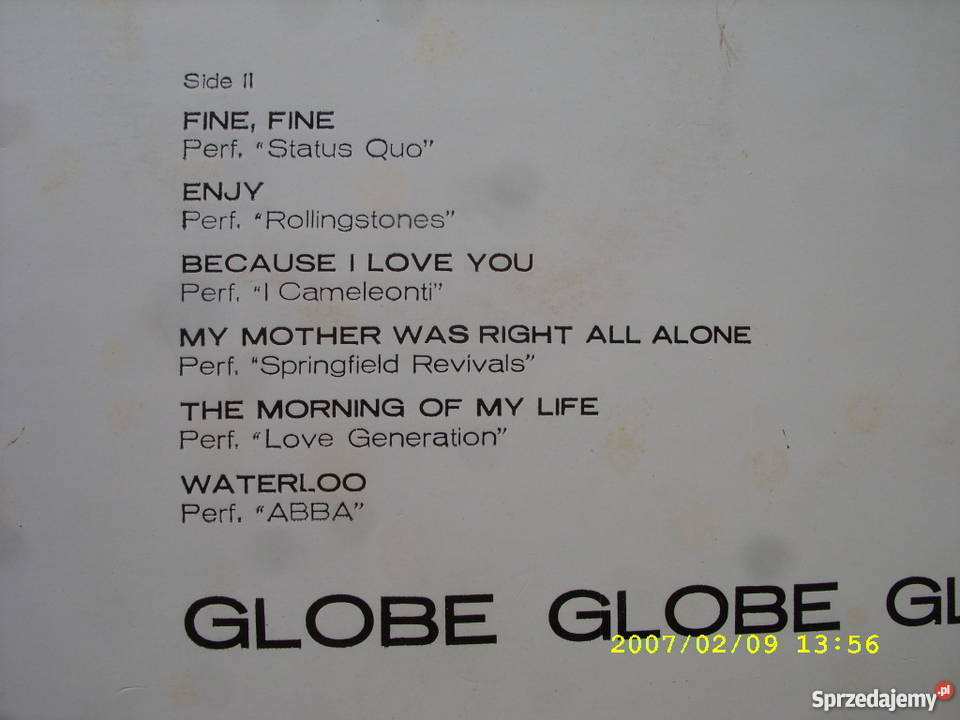 Side II
FINE, FINE
Perf. “Status Quo”
ENJY
Perf. “Rollingstones”
BECAUSE I LOVE YOU
Perf. “I Cameleonti”
MY MOTHER WAS RIGHT ALL ALONE
Perf. “Springfield Revivals”
THE MORNING OF MY LIFE
Perf. “Love Generation”
WATERLOO
Perf. “ABBA”
GLOBE GLOBE GL
2007/02/09 13:56
Sprzedajemy.pl